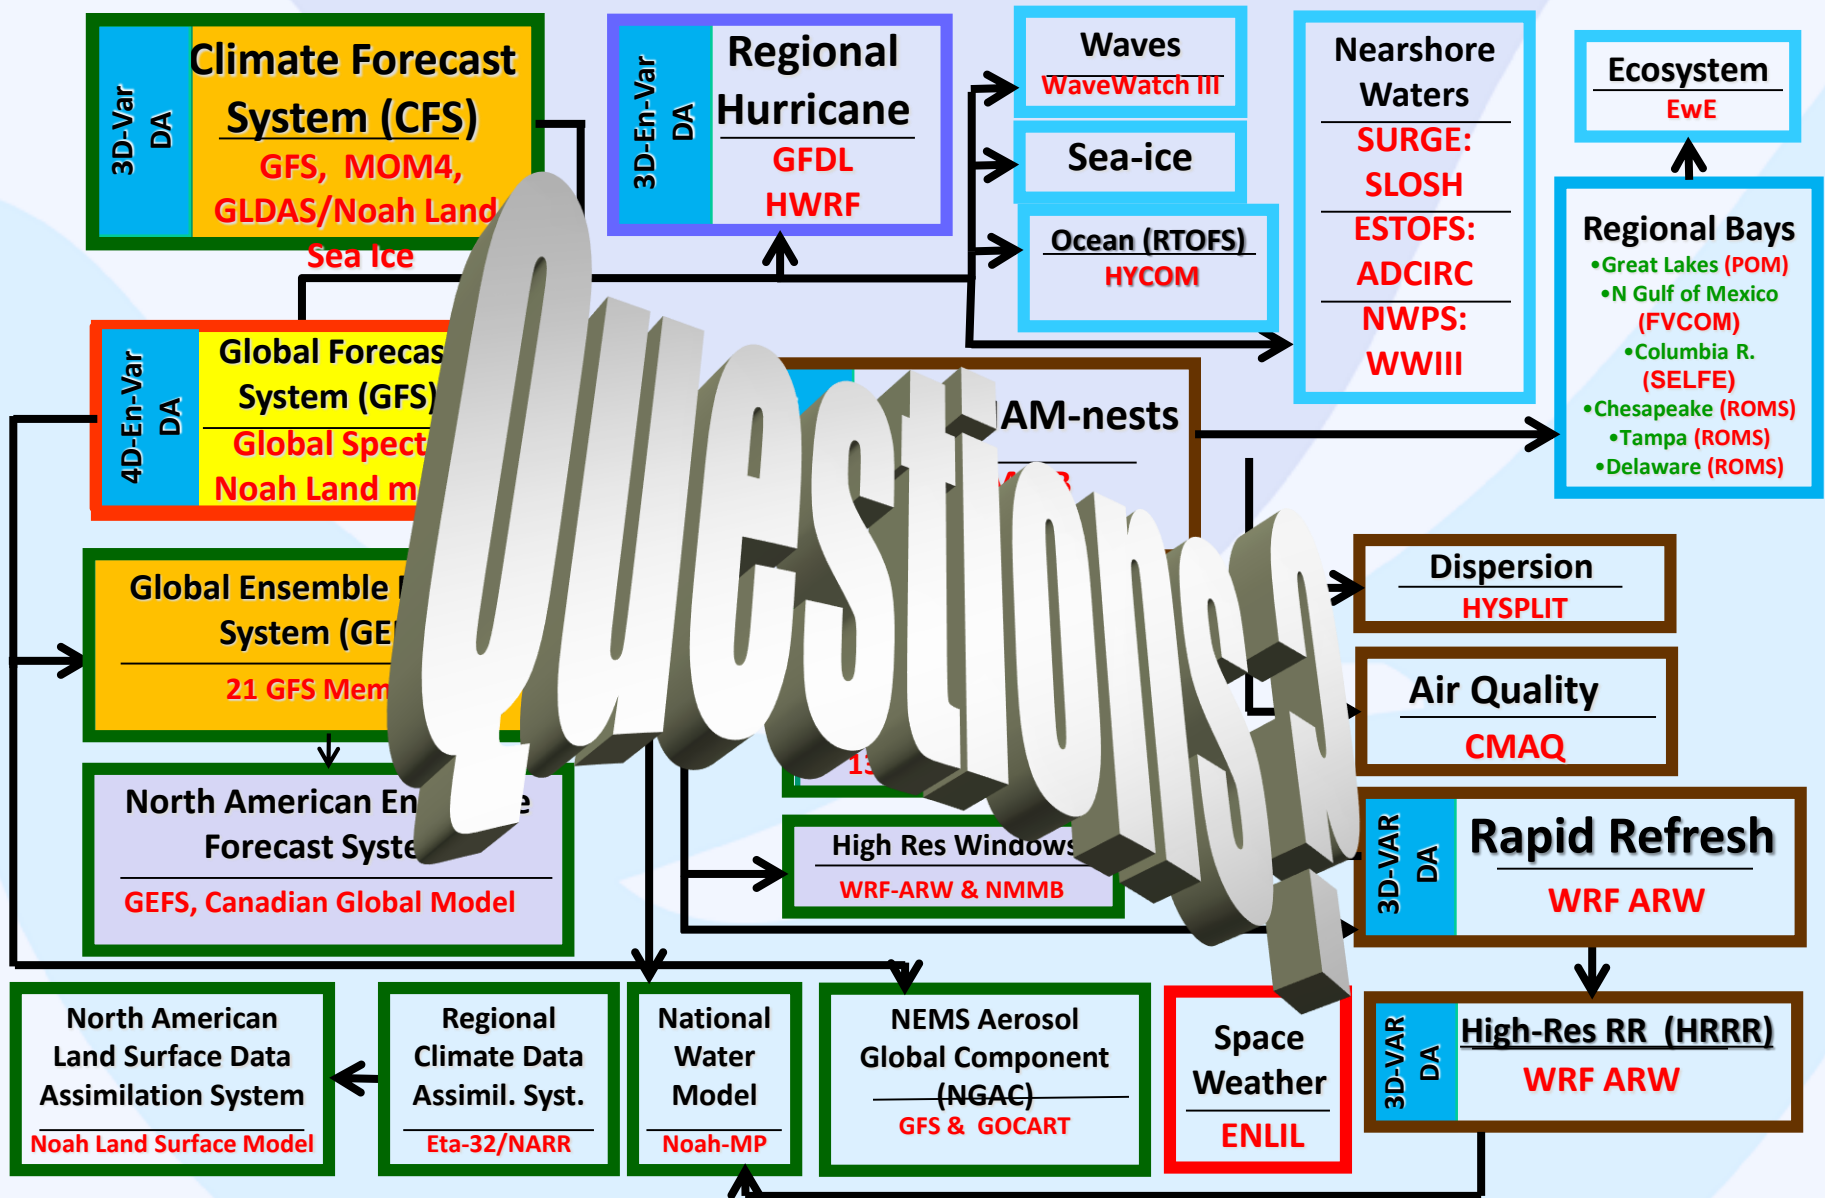 3D-Var
DA
Climate Forecast
System (CFS)
GFS, MOM4,
GLDAS/Noah Land
Sea Ice
3D-En-Var
DA
Regional
Hurricane
GFDL
HWRF
Waves
WaveWatch III
Sea-ice
Ocean (RTOFS)
HYCOM
Nearshore
Waters
SURGE:
SLOSH
ESTOFS:
ADCIRC
NWPS:
WWIII
Ecosystem
EwE
Regional Bays
•Great Lakes (POM)
•N Gulf of Mexico
(FVCOM)
•Columbia R.
(SELFE)
•Chesapeake (ROMS)
•Tampa (ROMS)
•Delaware (ROMS)
4D-En-Var
DA
Global
System (GFS)
Global
Noah Land
AM-nests
Questions?
Global Ensemble
System
21 GFS
North American
Forecast
GEFS, Canadian Global Model
13
High Res Windows
WRF-ARW & NMMB
Dispersion
HYSPLIT
Air Quality
CMAQ
3D-VAR
DA
Rapid Refresh
WRF ARW
3D-VAR
DA
High-Res RR (HRRR)
WRF ARW
North American
Land Surface Data
Assimilation System
Noah Land Surface Model
Regional
Climate Data
Assimil. Syst.
Eta-32/NARR
National
Water
Model
Noah-MP
NEMS Aerosol
Global Component
(NGAC)
GFS & GOCART
Space
Weather
ENLIL